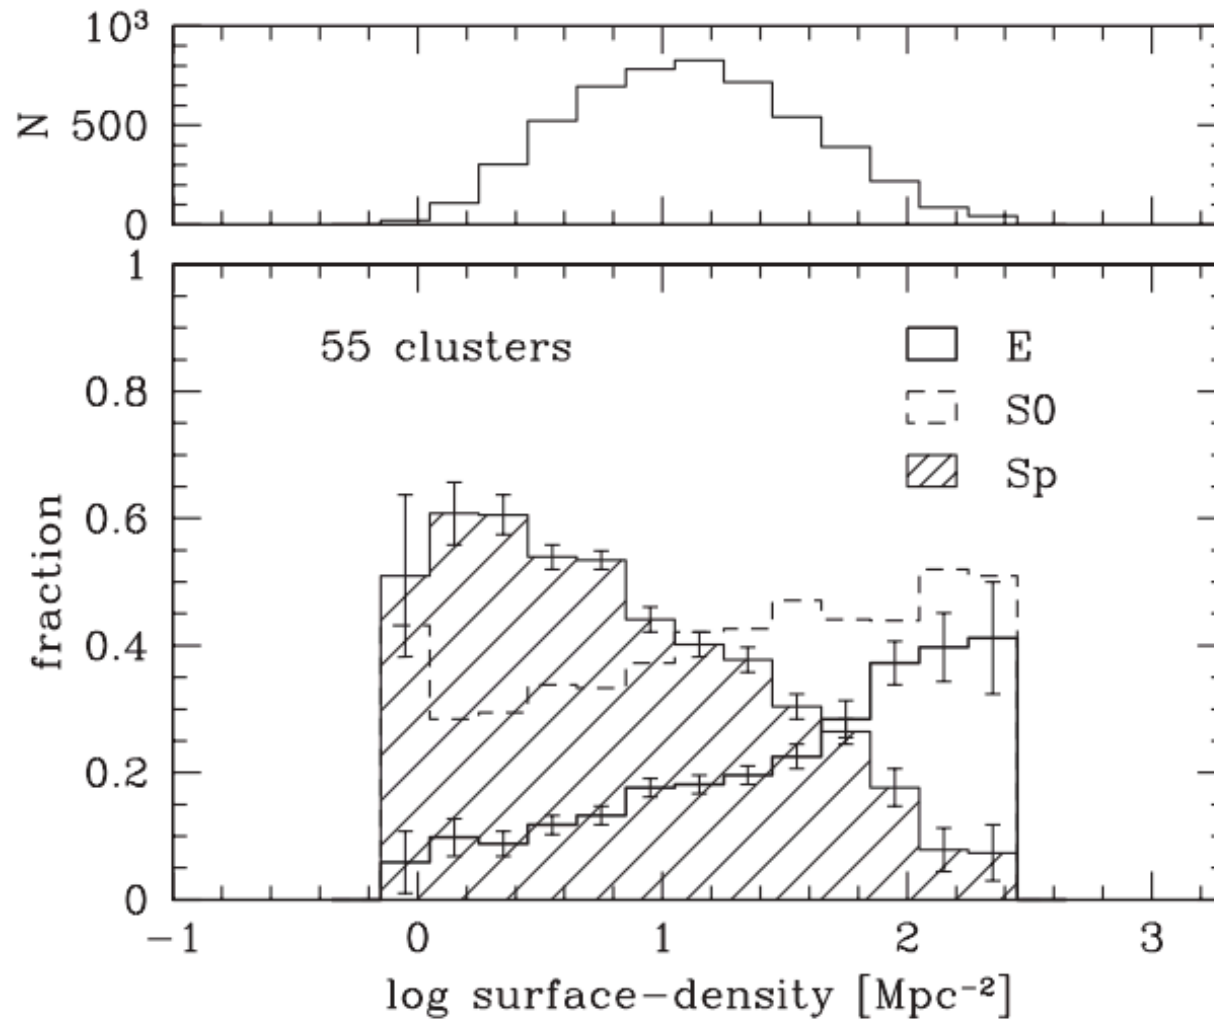 10³
N
500
0
1
55 clusters
E
S0
Sp
0.8
0.6
fraction
0.4
0.2
0
-1 0 1 2 3
log surface-density [Mpc⁻²]